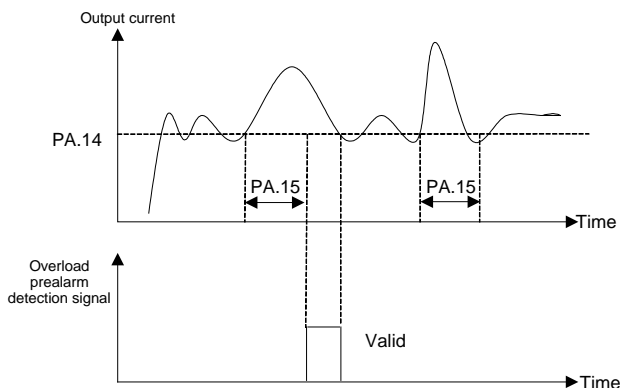 Output current
PA.14
PA.15
PA.15
Time
Overload
prealarm
detection signal
Valid
Time